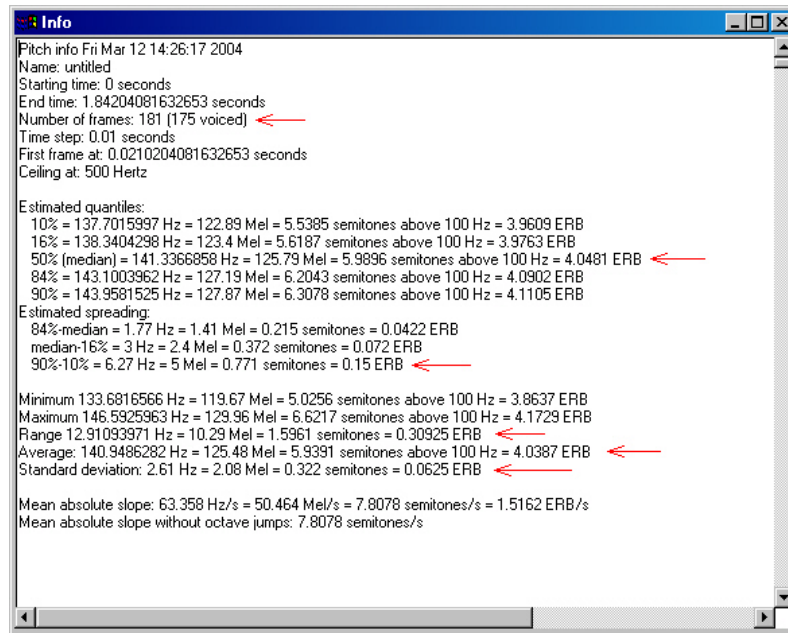 Info
Pitch info Fri Mar 12 14:26:17 2004
Name: untitled
Starting time: 0 seconds
End time: 1.84204081632653 seconds
Number of frames: 181 (175 voiced)
Time step: 0.01 seconds
First frame at: 0.0210204081632653 seconds
Ceiling at: 500 Hertz
Estimated quantiles:
10% = 137.7015997 Hz = 122.89 Mel = 5.5385 semitones above 100 Hz = 3.9609 ERB
16% = 138.3404298 Hz = 123.4 Mel = 5.6187 semitones above 100 Hz = 3.9763 ERB
50% (median) = 141.3366858 Hz = 125.79 Mel = 5.9896 semitones above 100 Hz = 4.0481 ERB
84% = 143.1003962 Hz = 127.19 Mel = 6.2043 semitones above 100 Hz = 4.0902 ERB
90% = 143.9581525 Hz = 127.87 Mel = 6.3078 semitones above 100 Hz = 4.1105 ERB
Estimated spreading:
84%-median = 1.77 Hz = 1.41 Mel = 0.215 semitones = 0.0422 ERB
median-16% = 3 Hz = 2.4 Mel = 0.372 semitones = 0.072 ERB
90%-10% = 6.27 Hz = 5 Mel = 0.771 semitones = 0.15 ERB
Minimum 133.6816566 Hz = 119.67 Mel = 5.0256 semitones above 100 Hz = 3.8637 ERB
Maximum 146.5925963 Hz = 129.96 Mel = 6.6217 semitones above 100 Hz = 4.1729 ERB
Range 12.91093971 Hz = 10.29 Mel = 1.5961 semitones = 0.30925 ERB
Average: 140.9486282 Hz = 125.48 Mel = 5.9391 semitones above 100 Hz = 4.0387 ERB
Standard deviation: 2.61 Hz = 2.08 Mel = 0.322 semitones = 0.0625 ERB
Mean absolute slope: 63.358 Hz/s = 50.464 Mel/s = 7.8078 semitones/s = 1.5162 ERB/s
Mean absolute slope without octave jumps: 7.8078 semitones/s